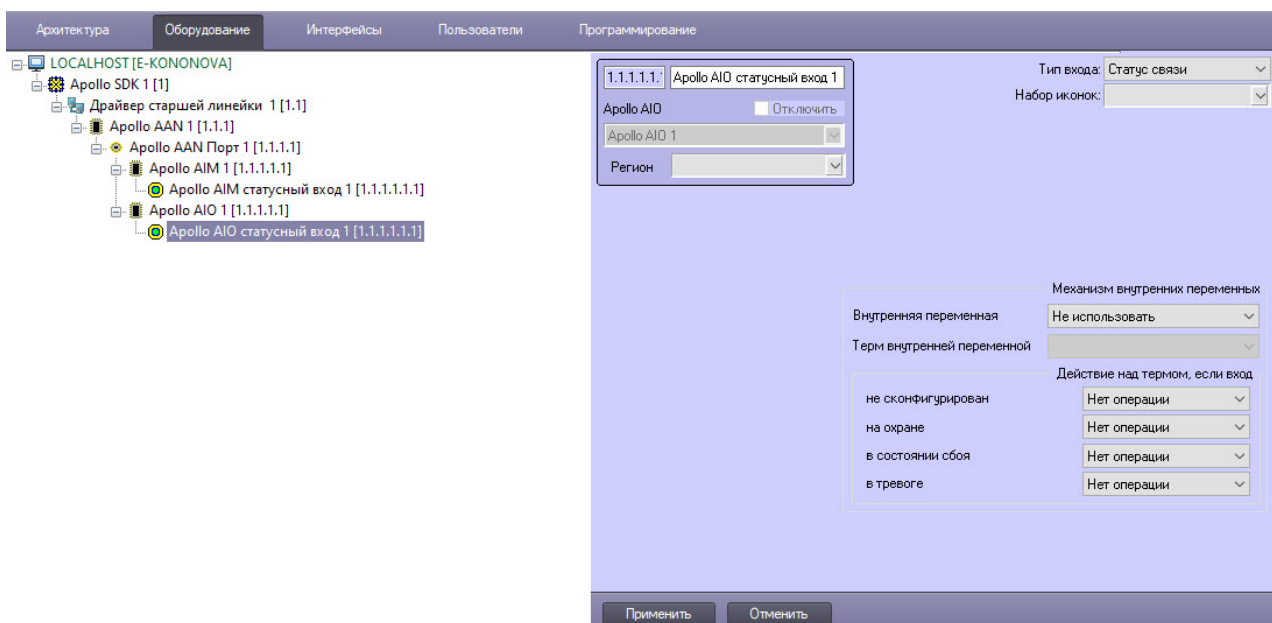 Архитектура Оборудование Интерфейсы Пользователи Программирование
LOCALHOST [E-KONONOVA]
Apollo SDK 1 [1]
Драйвер старшей линейки 1 [1.1]
Apollo AAN 1 [1.1.1]
Apollo AAN Порт 1 [1.1.1.1]
Apollo AIM 1 [1.1.1.1.1]
Apollo AIM статусный вход 1 [1.1.1.1.1.1]
Apollo AIO 1 [1.1.1.1.1]
Apollo AIO статусный вход 1 [1.1.1.1.1.1]
1.1.1.1.1.' Apollo AIO статусный вход 1
Apollo AIO Отключить
Apollo AIO 1
Регион
Тип входа: Статус связи
Набор иконок:
Механизм внутренних переменных
Внутренняя переменная Не использовать
Терм внутренней переменной
Действие над термом, если вход
не сконфигурирован Нет операции
на охране Нет операции
в состоянии сбоя Нет операции
в тревоге Нет операции
Применить Отменить